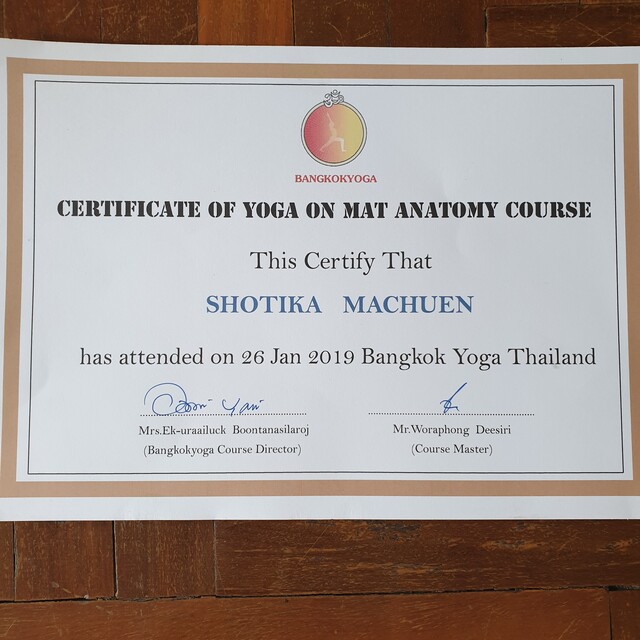 BANGKOKYOGA
CERTIFICATE OF YOGA ON MAT ANATOMY COURSE
This Certify That
SHOTIKA MACHUEN
has attended on 26 Jan 2019 Bangkok Yoga Thailand
Mrs.Ek-uraailuck Boontanasilaroj
Mr.Woraphong Deesiri
(Bangkokyoga Course Director)
(Course Master)